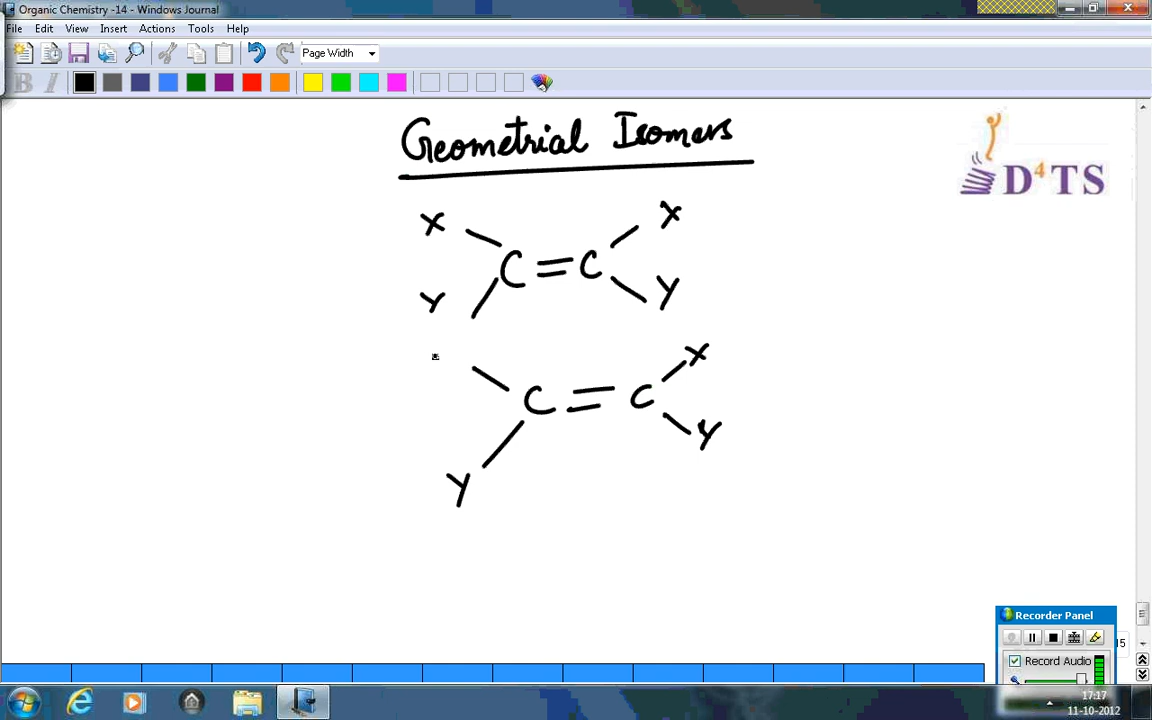 Organic Chemistry -14 - Windows Journal
File Edit View Insert Actions Tools Help
B I Page Width
Geometrial Isomers
D4TS
X X
C = C
Y Y
X
C = C
Y
Y
Recorder Panel
15
Record Audio
17:17
11-10-2012